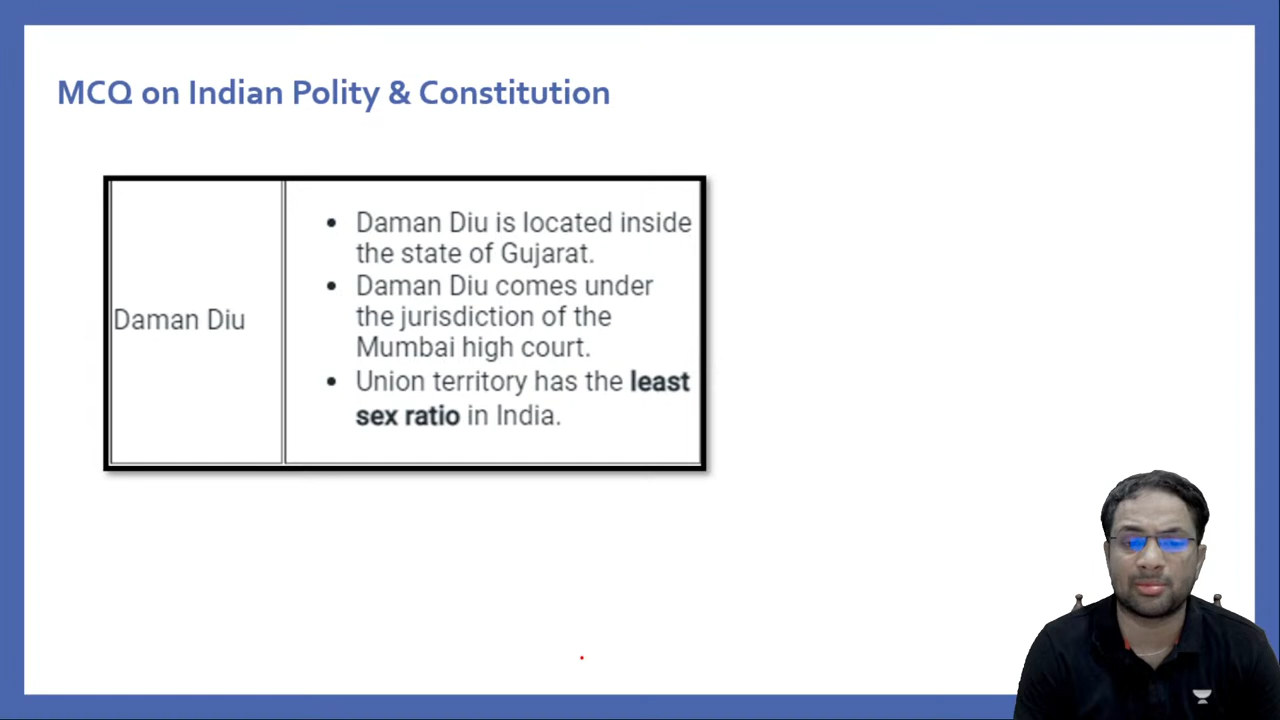 MCQ on Indian Polity & Constitution
Daman Diu
• Daman Diu is located inside
the state of Gujarat.
• Daman Diu comes under
the jurisdiction of the
Mumbai high court.
• Union territory has the least
sex ratio in India.